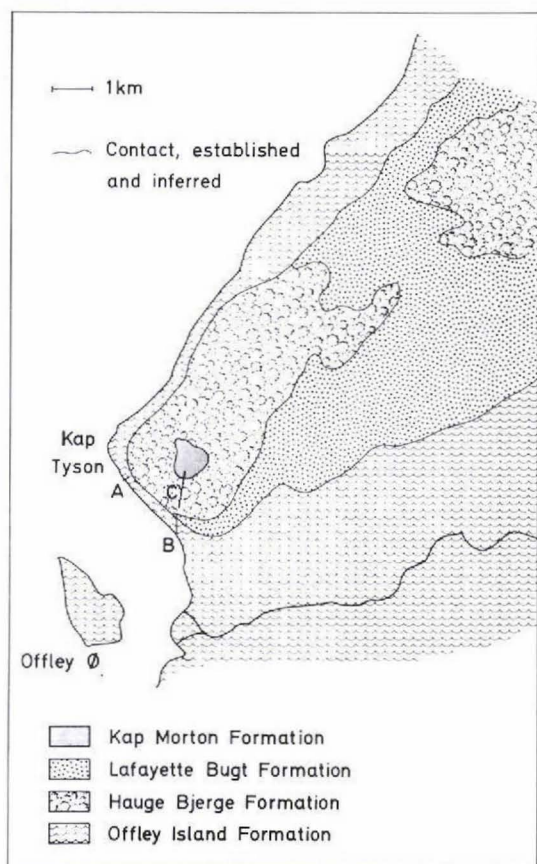 1km
Contact, established
and inferred
Kap
Tyson
A
C
B
Offley Ø
Kap Morton Formation
Lafayette Bugt Formation
Hauge Bjerge Formation
Offley Island Formation